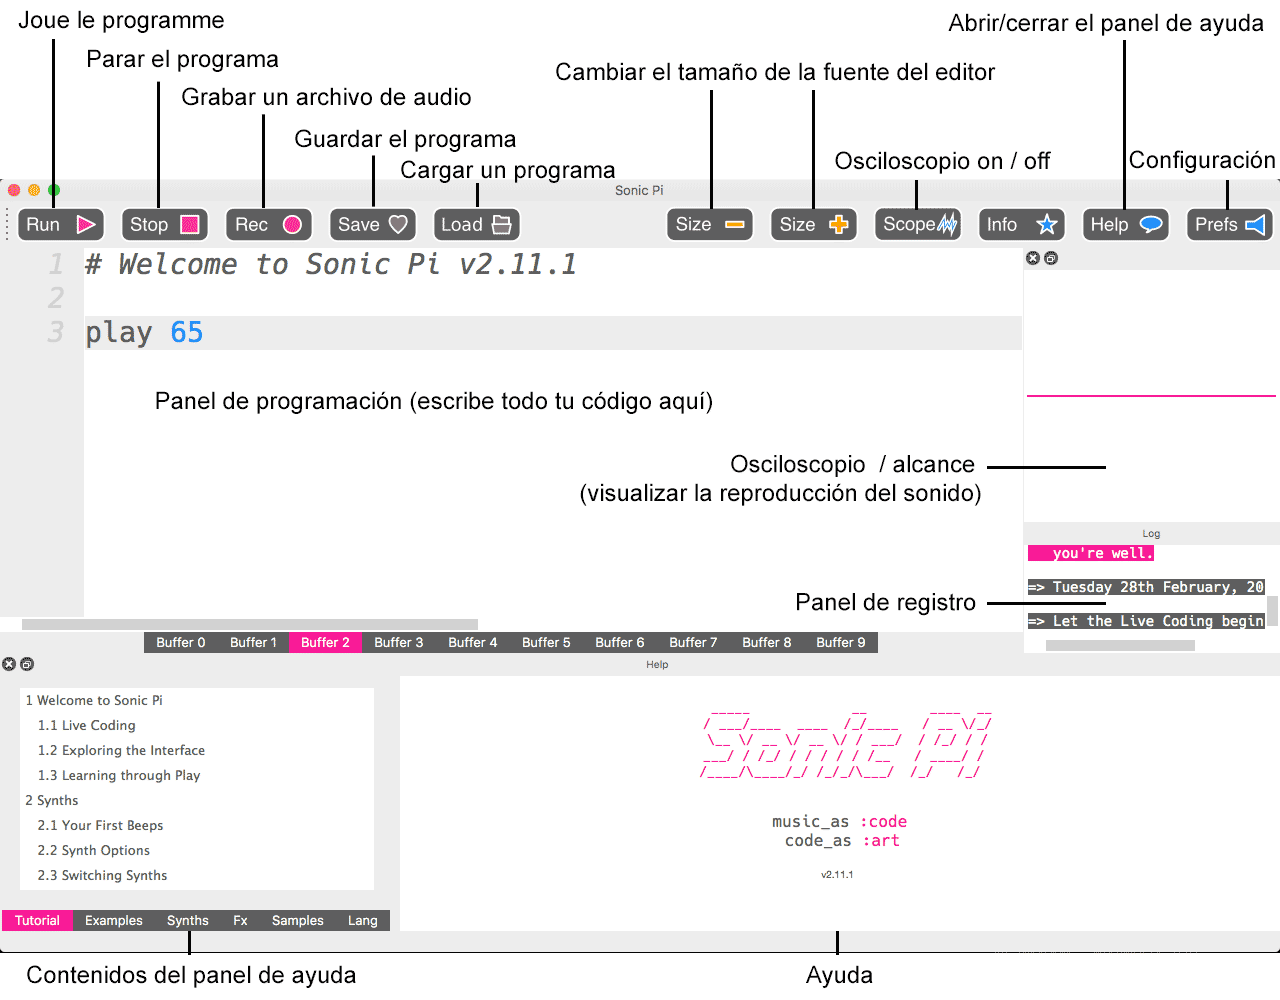 Joue le programme
Abrir/cerrar el panel de ayuda
Parar el programa
Cambiar el tamaño de la fuente del editor
Grabar un archivo de audio
Guardar el programa
Cargar un programa
Osciloscopio on / off
Configuración
Sonic Pi
Run Stop Rec Save Load Size Size Scope Info Help Prefs
1 # Welcome to Sonic Pi v2.11.1
2
3 play 65
Panel de programación (escribe todo tu código aquí)
Osciloscopio / alcance
(visualizar la reproducción del sonido)
Log
you're well.
=> Tuesday 28th February, 20
Panel de registro
=> Let the Live Coding begin
Buffer 0 Buffer 1 Buffer 2 Buffer 3 Buffer 4 Buffer 5 Buffer 6 Buffer 7 Buffer 8 Buffer 9
Help
1 Welcome to Sonic Pi
1.1 Live Coding
1.2 Exploring the Interface
1.3 Learning through Play
2 Synths
2.1 Your First Beeps
2.2 Synth Options
2.3 Switching Synths
Sonic Pi
music_as :code
code_as :art
v2.11.1
Tutorial Examples Synths Fx Samples Lang
Contenidos del panel de ayuda
Ayuda